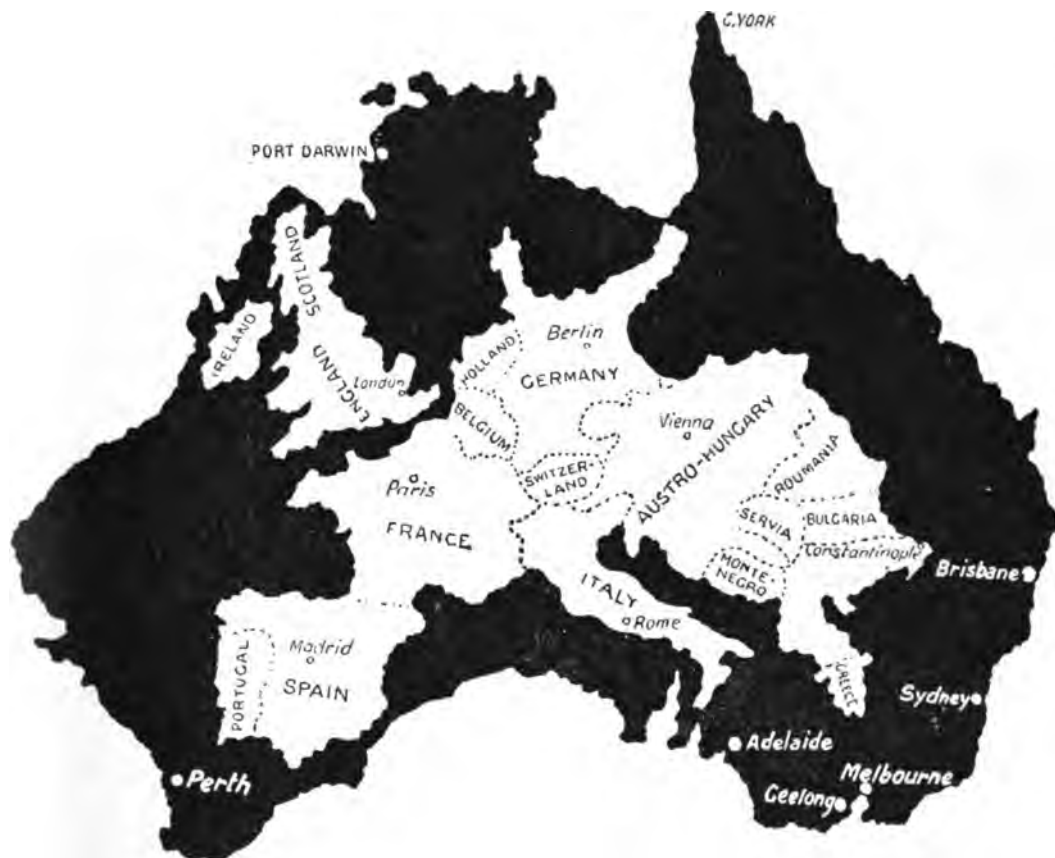 C. YORK
PORT DARWIN
SCOTLAND
IRELAND
ENGLAND
London
HOLLAND
Berlin
GERMANY
BELGIUM
Vienna
AUSTRO-HUNGARY
SWITZER-
LAND
ROUMANIA
Paris
FRANCE
SERVIA
BULGARIA
Constantinople
MONTE-
NEGRO
Brisbane
ITALY
Rome
Madrid
SPAIN
PORTUGAL
GREECE
Sydney
Adelaide
Perth
Melbourne
Geelong